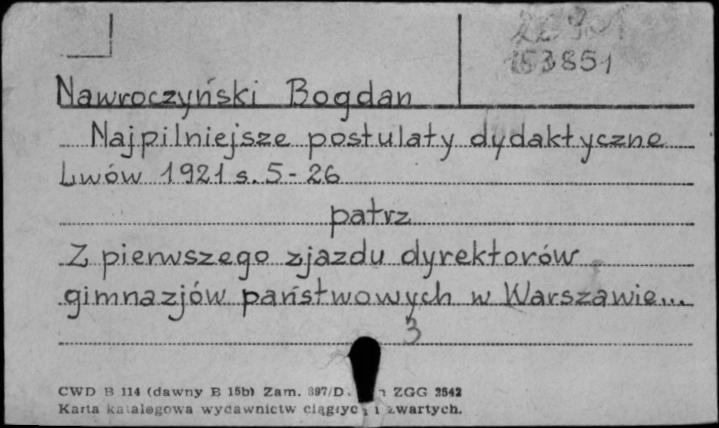 153851
Nawroczyński Bogdan
Najpilniejsze postulaty dydaktyczne
Lwów 1921 s. 5-26
patrz
Z pierwszego zjazdu dyrektorów
gimnazjów państwowych w Warszawie...
3
CWD B 114 (dawny B 15b) Zam. 897/D ZGG 2542
Karta katalogowa wydawnictw ciągłych i zwartych.